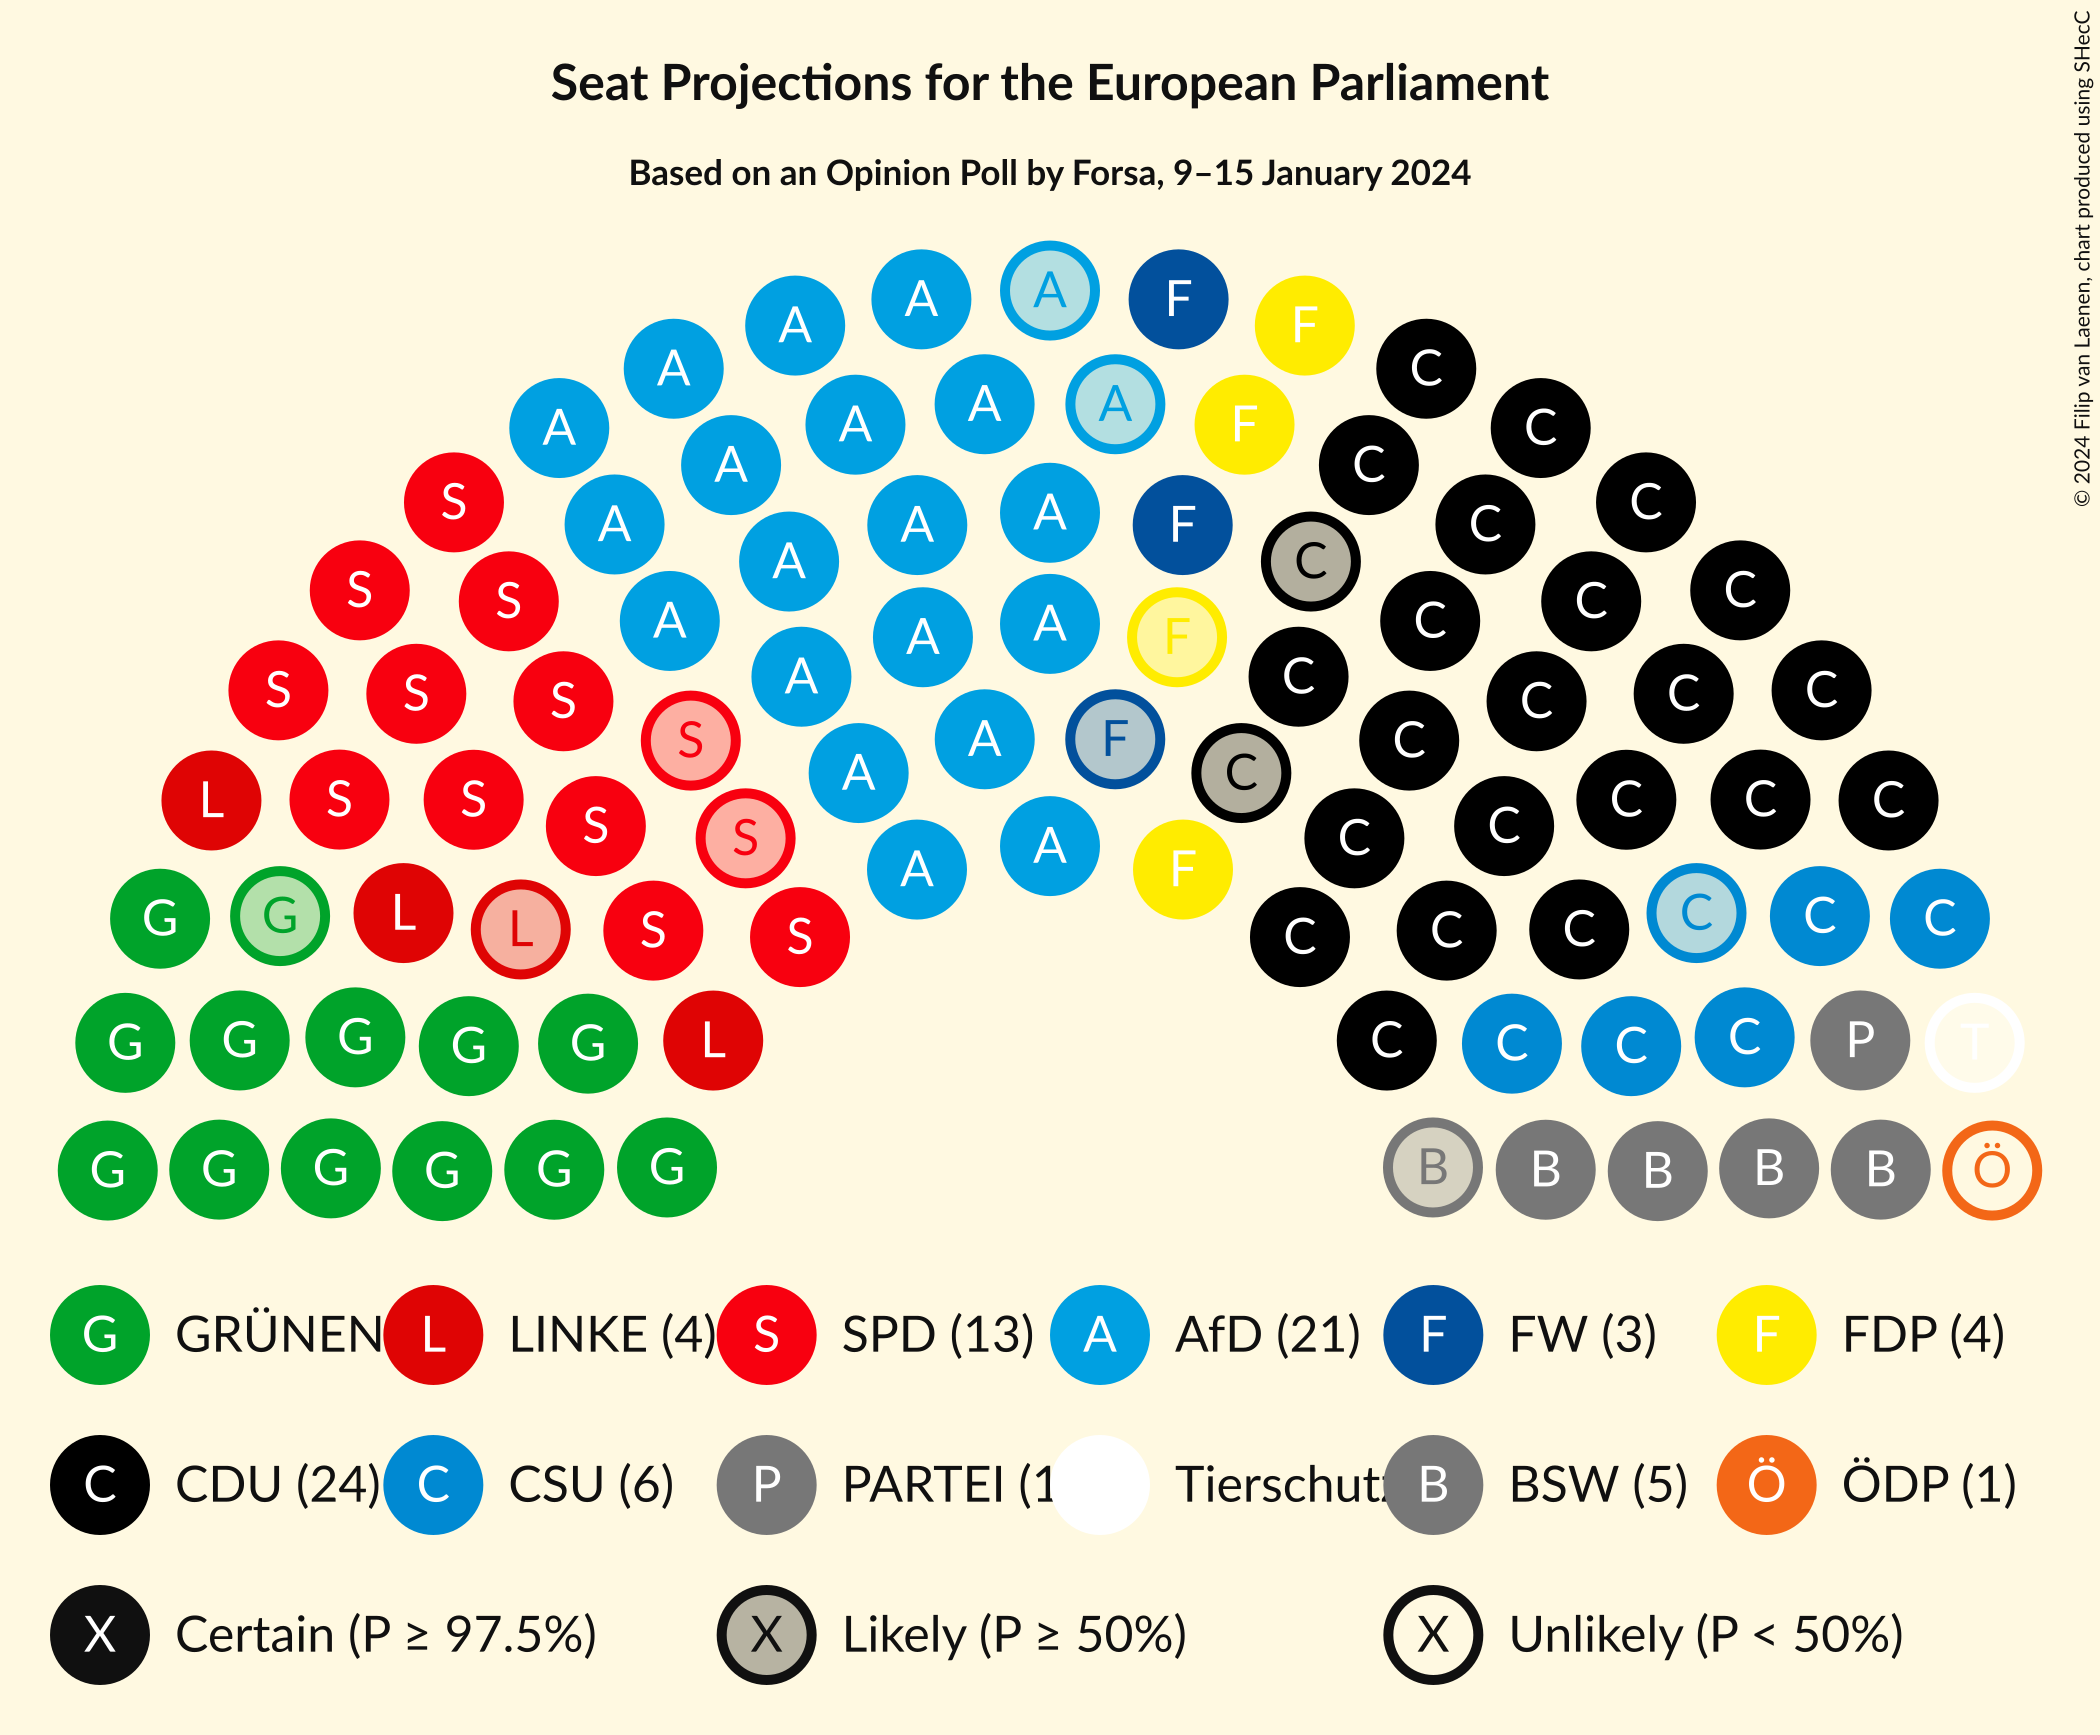 Seat Projections for the European Parliament
Based on an Opinion Poll by Forsa, 9–15 January 2024
© 2024 Filip van Laenen, chart produced using SHecC
A A A F F
A C
A A A A F C
A A C C
S A A A F C C C
S S A A C C C
S A A F C
S S S S A A A F C C C C C
L S S S S A A F C C C C C C C
G G L L S S A A F C C C C C C
G G G G G L C C C C P T
G G G G G G B B B B B Ö
G GRÜNEN L LINKE (4) S SPD (13) A AfD (21) F FW (3) F FDP (4)
C CDU (24) C CSU (6) P PARTEI (1 Tierschutz B BSW (5) Ö ÖDP (1)
X Certain (P ≥ 97.5%) X Likely (P ≥ 50%) X Unlikely (P < 50%)